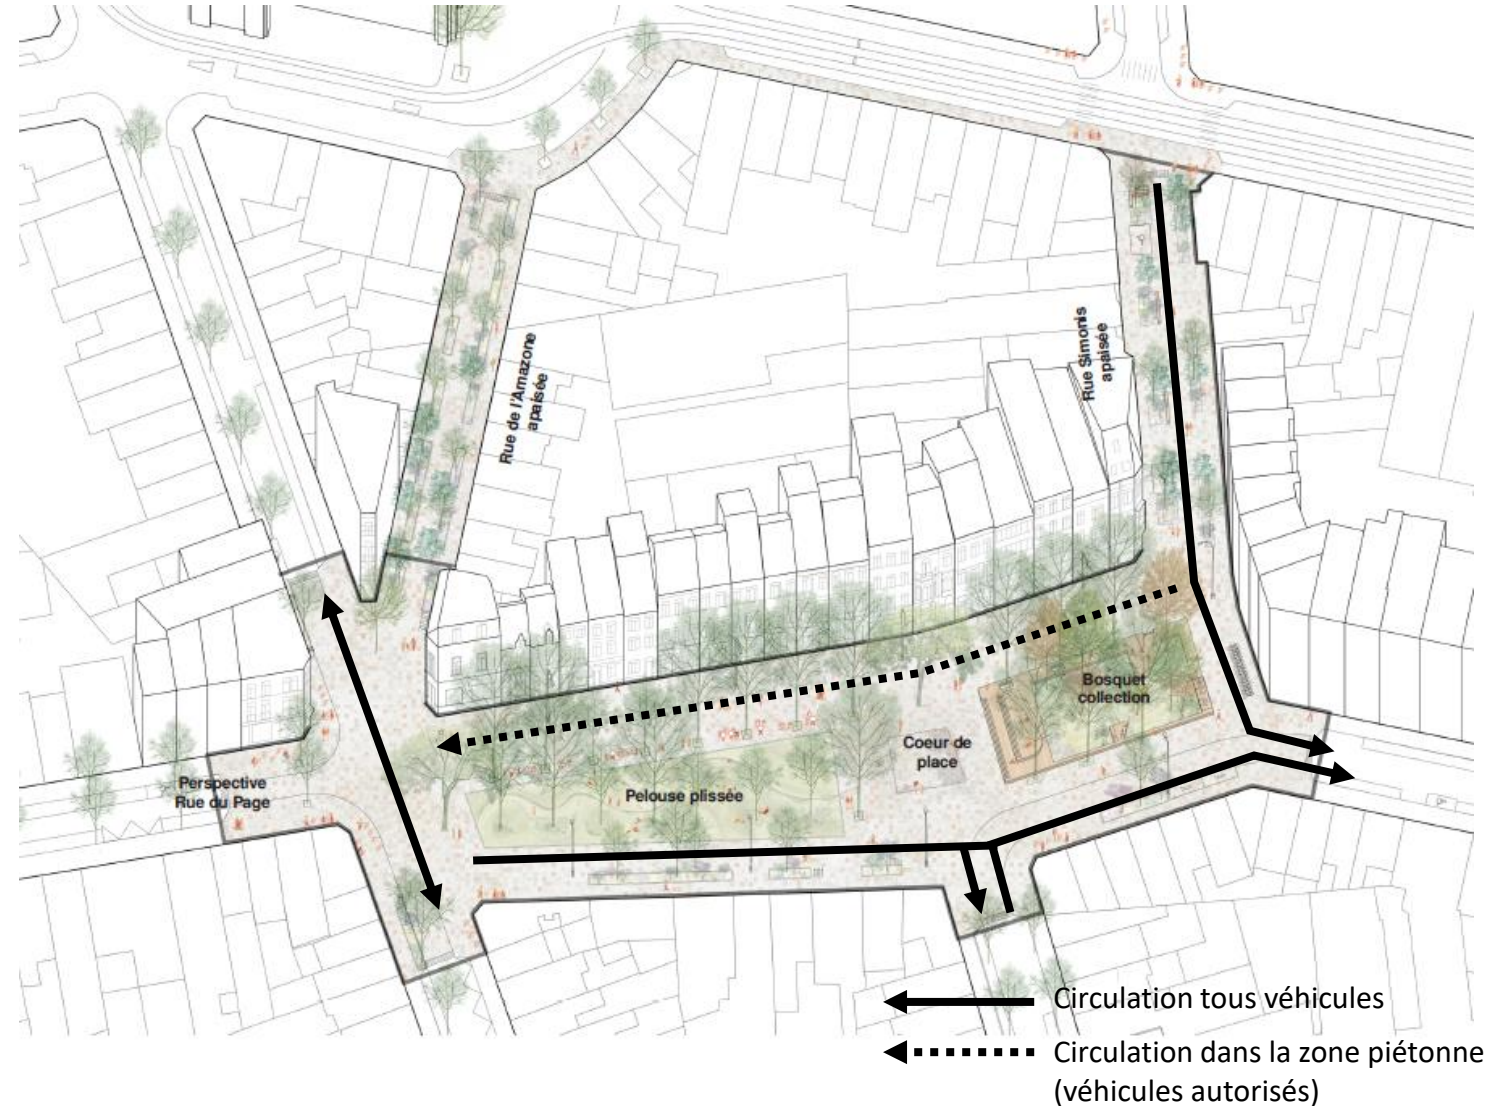 Rue de l'Amazone
apaisée
Rue Simonis
apaisée
Bosquet
collection
Coeur de
place
Perspective
Rue du Page
Pelouse plissée
Circulation tous véhicules
Circulation dans la zone piétonne
(véhicules autorisés)